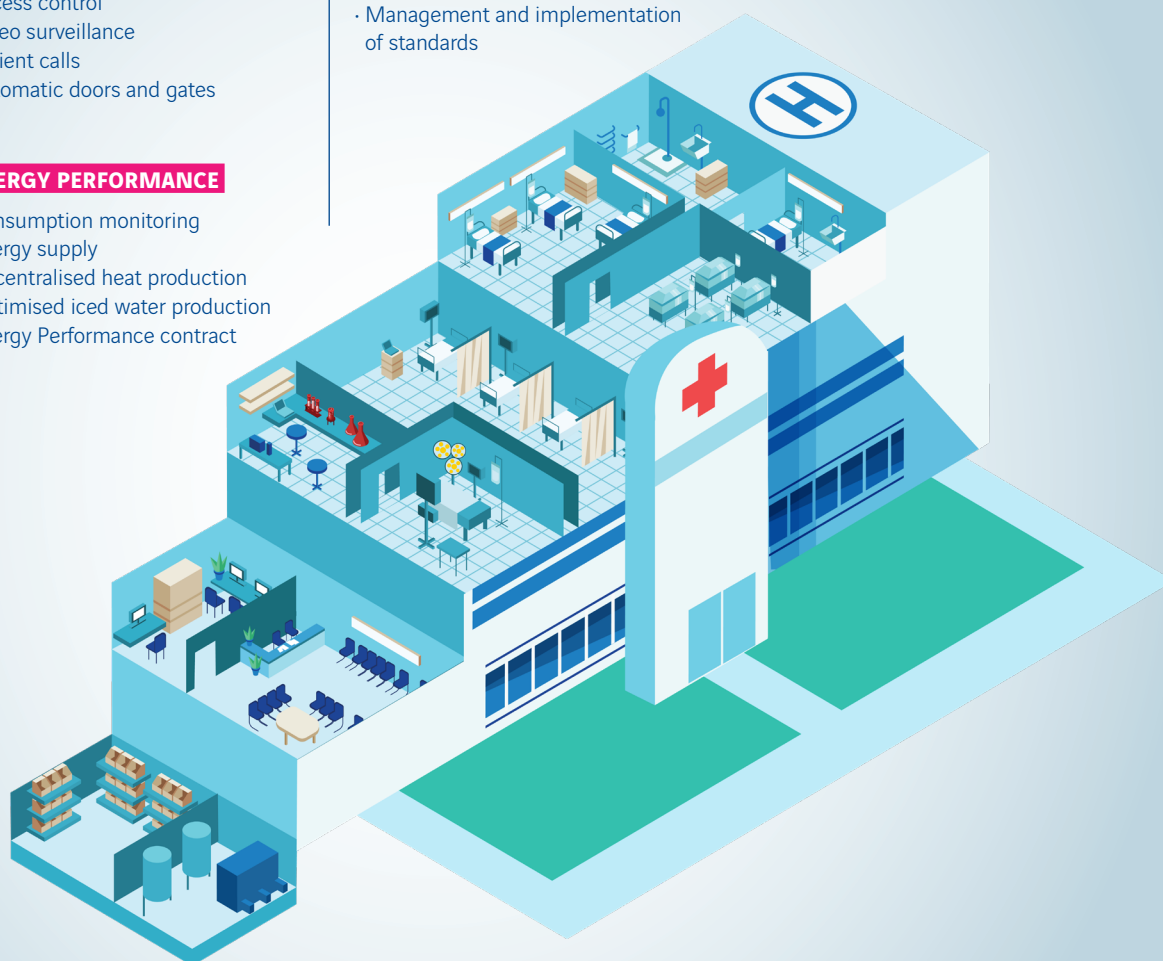 cess control
eo surveillance
ient calls
omatic doors and gates
ERGY PERFORMANCE
nsumption monitoring
ergy supply
centralised heat production
timised iced water production
ergy Performance contract
· Management and implementation
of standards
H